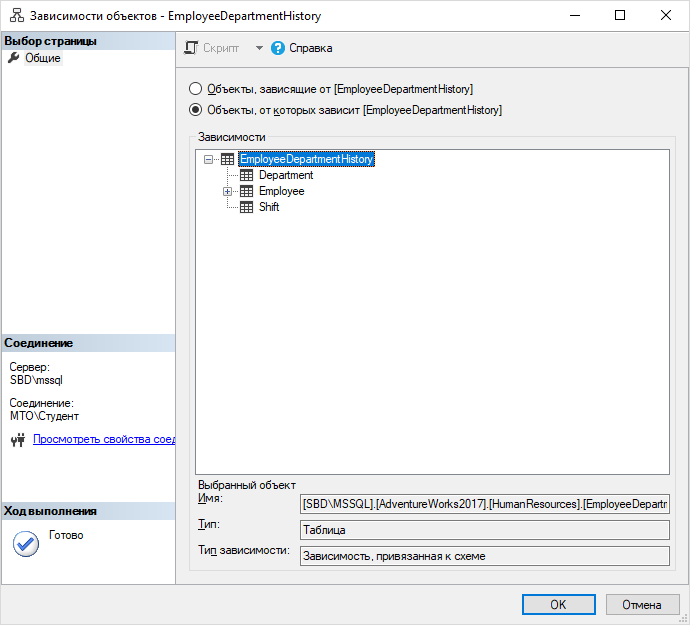 Зависимости объектов - EmployeeDepartmentHistory
Выбор страницы
Общие
Скрипт
Справка
Объекты, зависящие от [EmployeeDepartmentHistory]
Объекты, от которых зависит [EmployeeDepartmentHistory]
Зависимости
EmployeeDepartmentHistory
Department
Employee
Shift
Соединение
Сервер:
SBD\mssql
Соединение:
МТО\Студент
Просмотреть свойства соед
Ход выполнения
Готово
Выбранный объект
Имя:
[SBD\MSSQL].[AdventureWorks2017].[HumanResources].[EmployeeDepartm
Тип:
Таблица
Тип зависимости:
Зависимость, привязанная к схеме
OK
Отмена